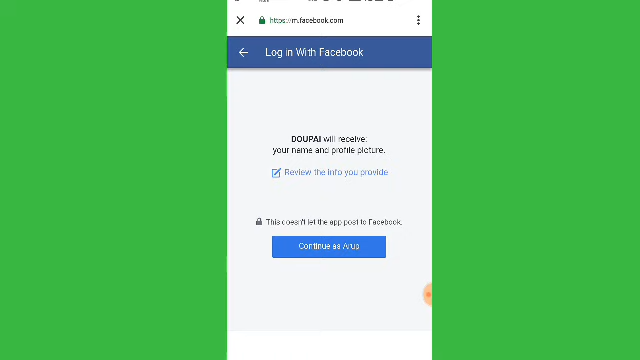 https://m.facebook.com
Log in With Facebook
DOUPAI will receive:
your name and profile picture.
Review the info you provide
This doesn't let the app post to Facebook.
Continue as Arup